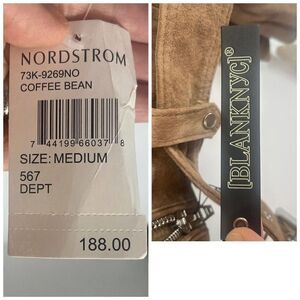 NORDSTROM
73K-9269NO
COFFEE BEAN
7 44199 66037 8
SIZE: MEDIUM
567
DEPT
188.00
[BLANKNYC]®